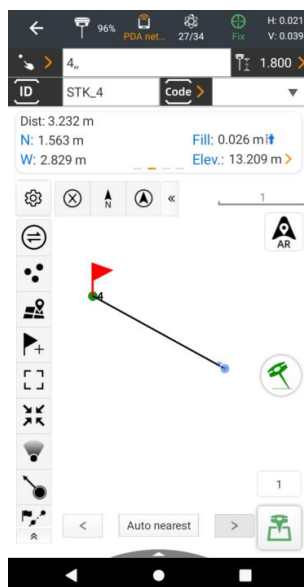 96%
PDA net...
27/34
Fix
H: 0.021
V: 0.039
4,,
1.800
ID
STK_4
Code
Dist: 3.232 m
N: 1.563 m
Fill: 0.026 m
W: 2.829 m
Elev.: 13.209 m
N
«
1
AR
4
1
<
Auto nearest
>